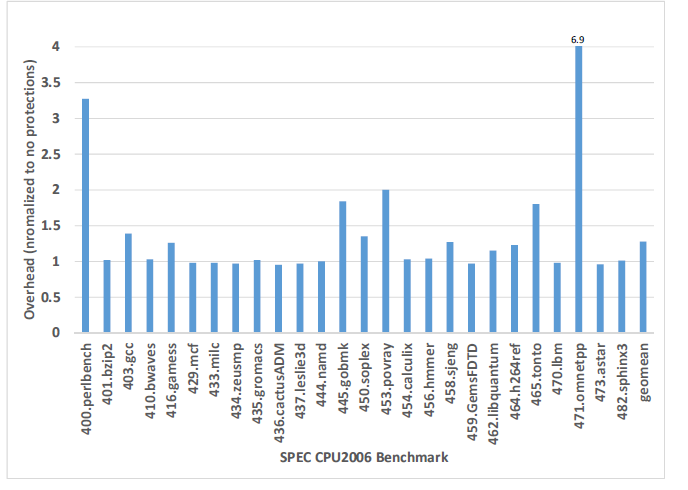 6.9
4
3.5
3
2.5
2
1.5
1
0.5
0
Overhead (nromalized to no protections)
400.perlbench
401.bzip2
403.gcc
410.bwaves
416.gamess
429.mcf
433.milc
434.zeusmp
435.gromacs
436.cactusADM
437.leslie3d
444.namd
445.gobmk
450.soplex
453.povray
454.calculix
456.hmmer
458.sjeng
459.GemsFDTD
462.libquantum
464.h264ref
465.tonto
470.lbm
471.omnetpp
473.astar
482.sphinx3
geomean
SPEC CPU2006 Benchmark